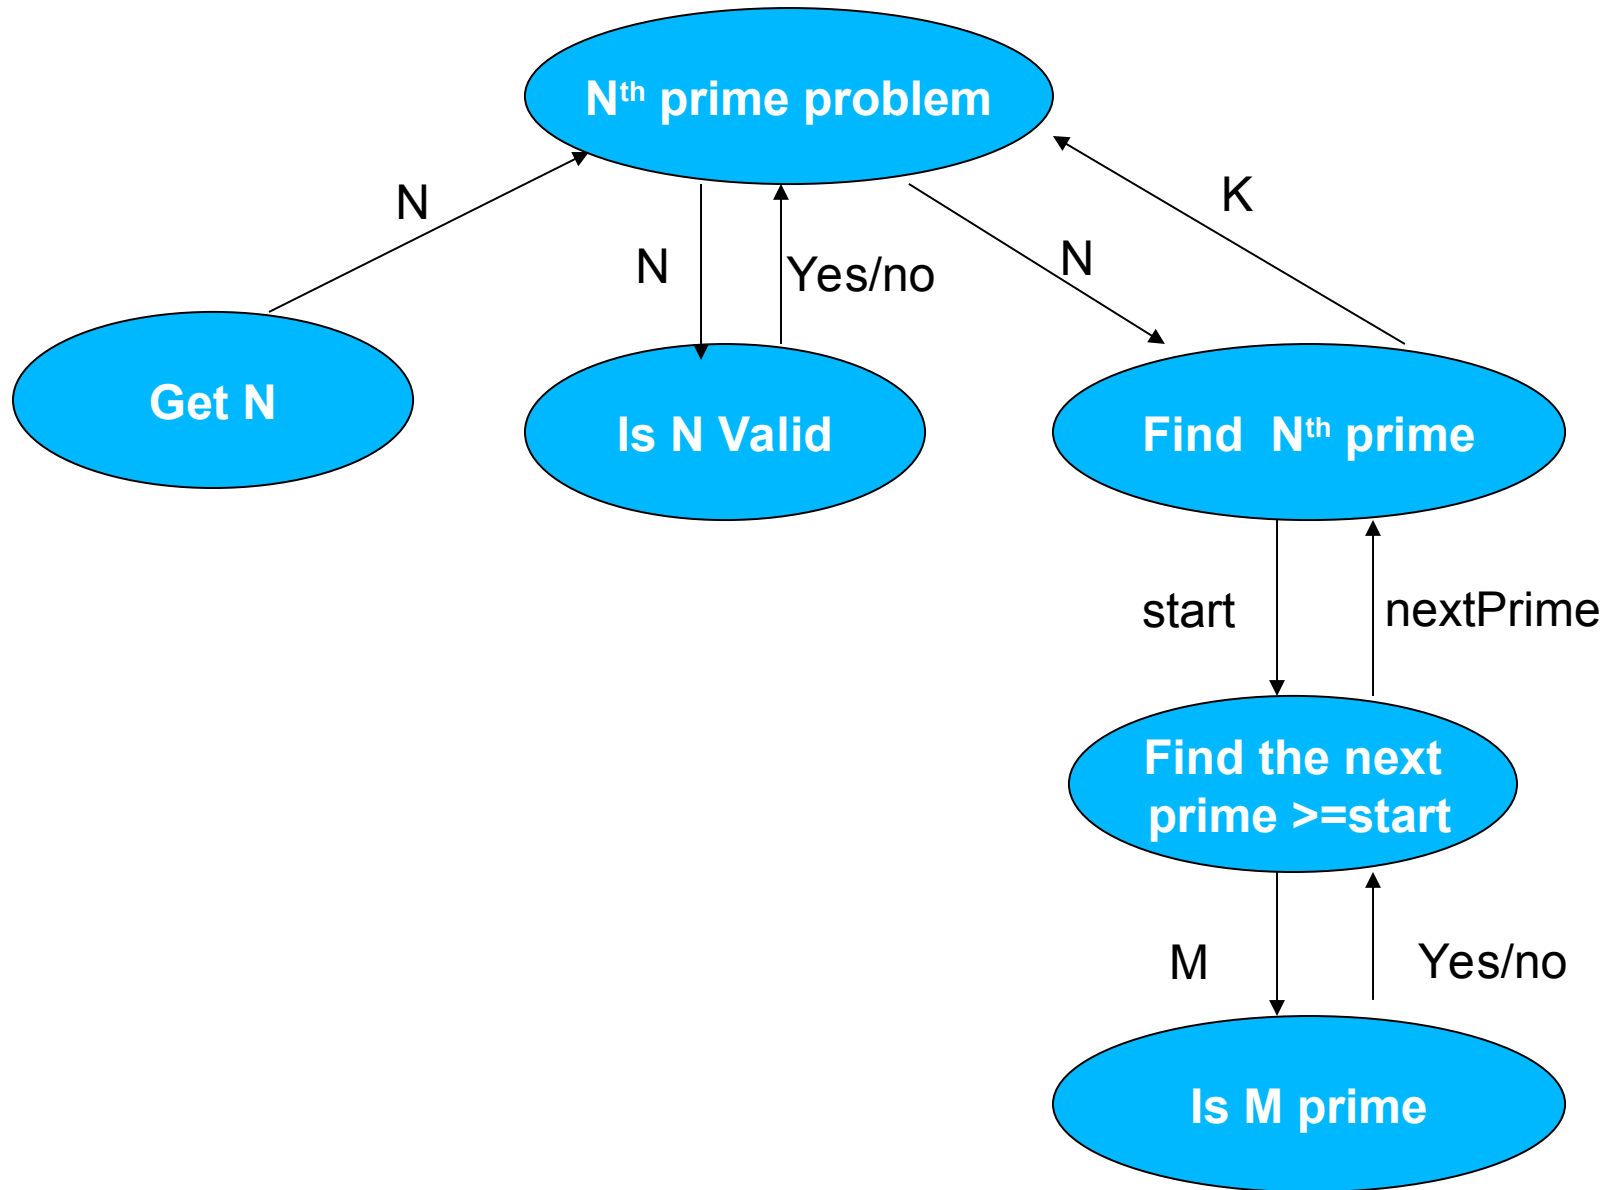 Nth prime problem
N
K
N
Yes/no
N
Get N
Is N Valid
Find Nth prime
start
nextPrime
Find the next
prime >=start
M
Yes/no
Is M prime